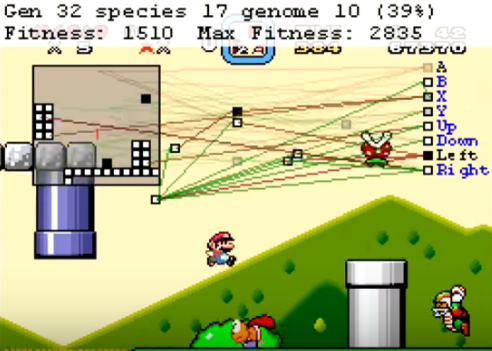 Gen 32 species 17 genome 10 (39%)
Fitness: 1510 Max Fitness: 2835
A
B
X
Y
Up
Down
Left
Right